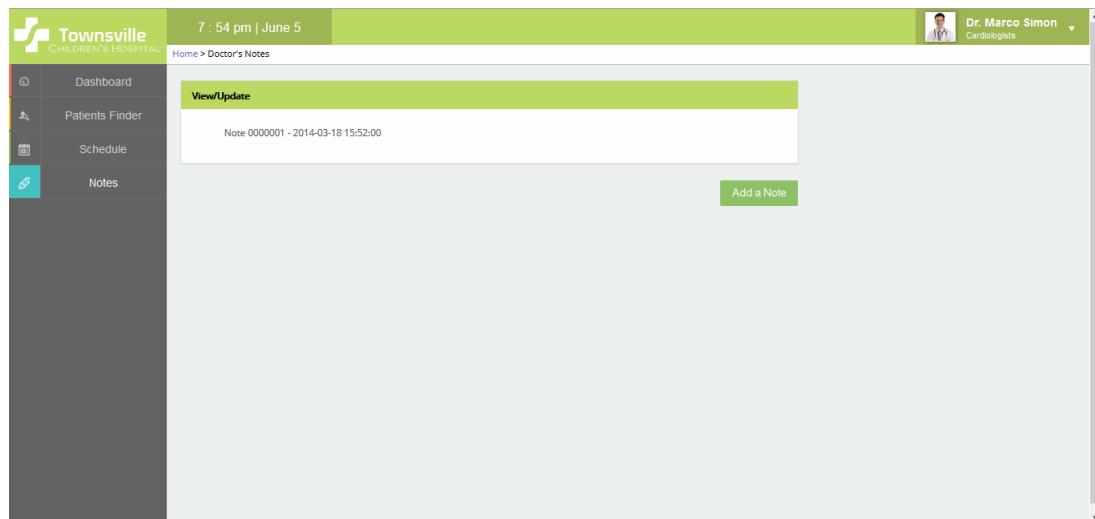 Townsville
CHILDREN'S HOSPITAL
7 : 54 pm | June 5
Dr. Marco Simon
Cardiologists
Home > Doctor's Notes
Dashboard
Patients Finder
Schedule
Notes
View/Update
Note 0000001 - 2014-03-18 15:52:00
Add a Note